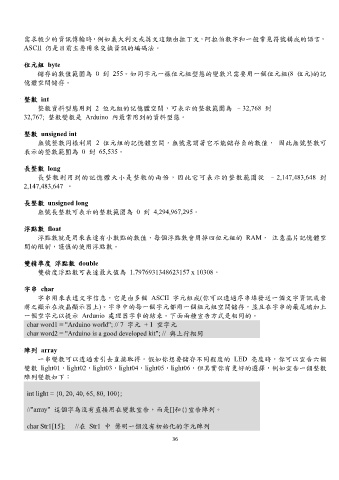 需求較少的資訊傳輸時，例如義大利文或英文這類由拉丁文、阿拉伯數字和一般常見符號構成的語言，
ASCII 仍是目前主要用來交換資訊的編碼法。
位元組 byte
儲存的數值範圍為 0 到 255。如同字元一樣位元組型態的變數只需要用一個位元組(8 位元)的記
憶體空間儲存。
整數 int
整數資料型態用到 2 位元組的記憶體空間，可表示的整數範圍為 – 32,768 到
32,767; 整數變數是 Arduino 內最常用到的資料型態。
整數 unsigned int
無號整數同樣利用 2 位元組的記憶體空間，無號意謂著它不能儲存負的數值， 因此無號整數可
表示的整數範圍為 0 到 65,535。
長整數 long
長整數利用到的記憶體大小是整數的兩倍，因此它可表示的整數範圍從 – 2,147,483,648 到
2,147,483,647 。
長整數 unsigned long
無號長整數可表示的整數範圍為 0 到 4,294,967,295。
浮點數 float
浮點數就是用來表達有小數點的數值，每個浮點數會用掉四位元組的 RAM， 注意晶片記憶體空
間的限制，謹慎的使用浮點數。
雙精準度 浮點數 double
雙精度浮點數可表達最大值為 1.7976931348623157 x 10308。
字串 char
字串用來表達文字信息，它是由多個 ASCII 字元組成(你可以透過序串埠發送一個文字資訊或者
將之顯示在液晶顯示器上)。字串中的每一個字元都用一個組元組空間儲存，並且在字串的最尾端加上
一個空字元以提示 Ardunio 處理器字串的結束。下面兩種宣告方式是相同的。
char word1 = "Arduino world"; // 7 字元 + 1 空字元
char word2 = "Arduino is a good developed kit"; // 與上行相同
陣列 array
一串變數可以透過索引去直接取得。假如你想要儲存不同程度的 LED 亮度時，你可以宣告六個
變數 light01，light02，light03，light04，light05，light06，但其實你有更好的選擇，例如宣告一個整數
陣列變數如下：
int light = {0, 20, 40, 65, 80, 100};
//"array" 這個字為沒有直接用在變數宣告，而是[]和{}宣告陣列。
char Str1[15]; //在 Str1 中 聲明一個沒有初始化的字元陣列
36